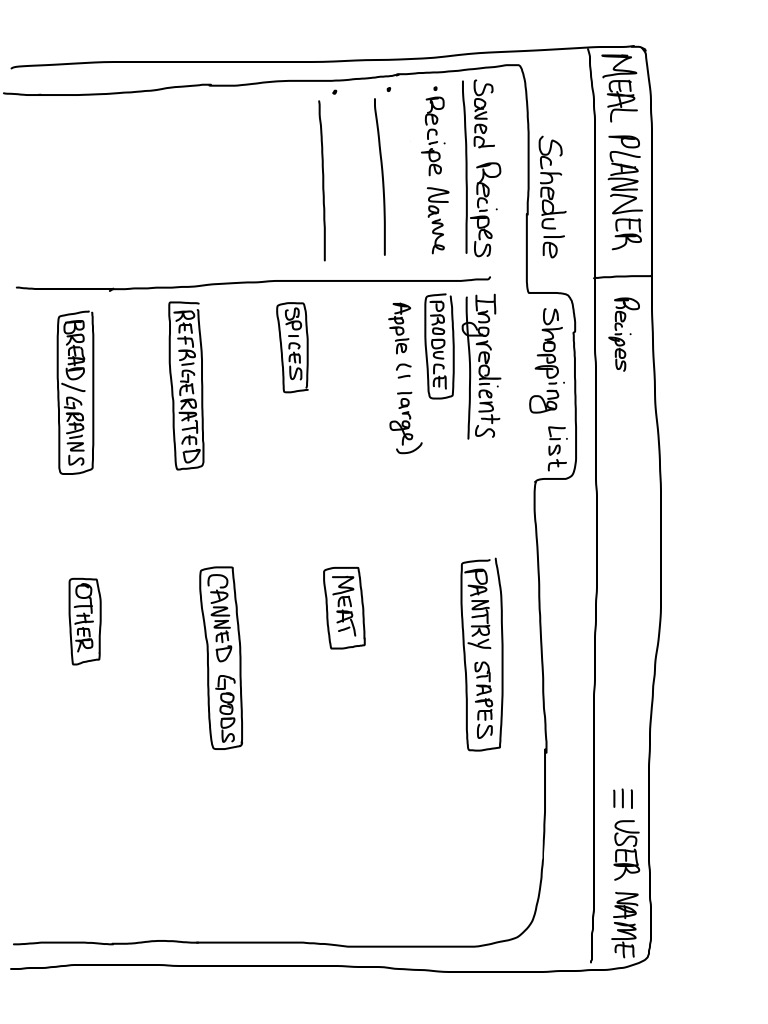 MEAL PLANNER
Recipes
≡ USER NAME
Schedule
Shopping List
Saved Recipes
• Recipe Name
•
•
Ingredients
PRODUCE
Apple (1 large)
SPICES
REFRIGERATED
BREAD/GRAINS
PANTRY STAPES
MEAT
CANNED GOODS
OTHER